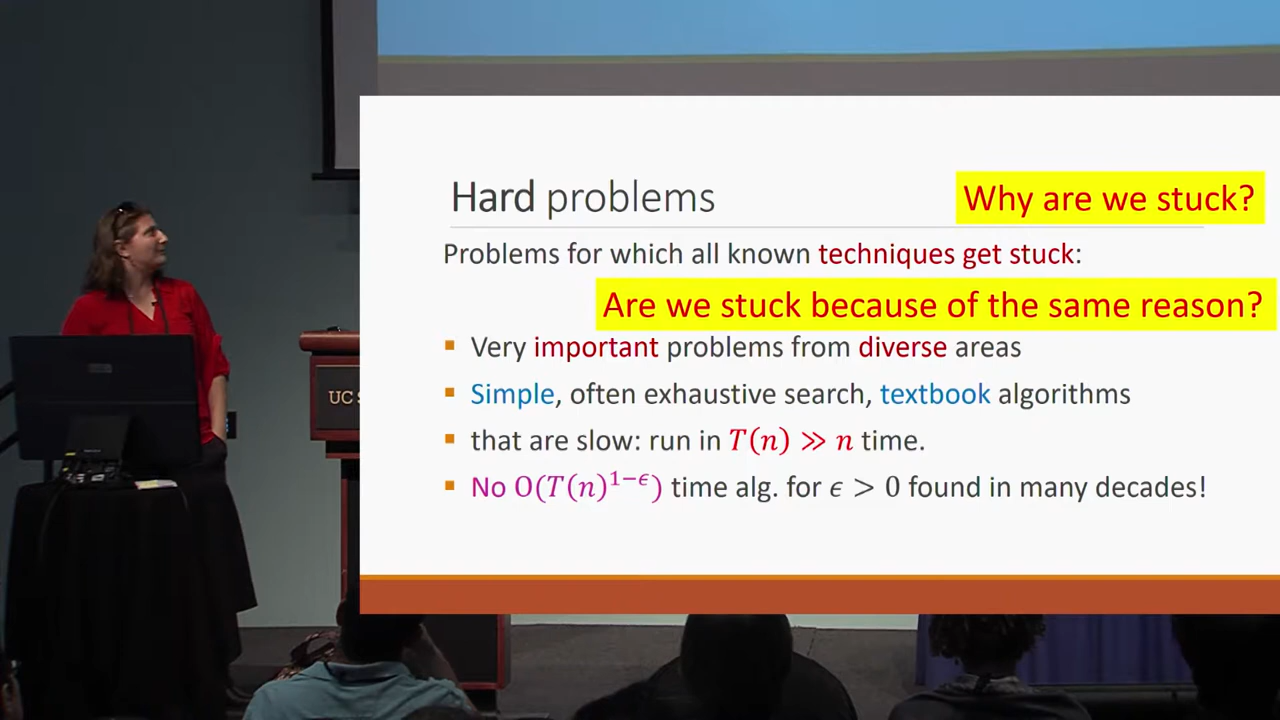 Hard problems
Why are we stuck?
Problems for which all known techniques get stuck:
Are we stuck because of the same reason?
▪ Very important problems from diverse areas
▪ Simple, often exhaustive search, textbook algorithms
▪ that are slow: run in T(n) ≫ n time.
▪ No O(T(n)^{1−ϵ}) time alg. for ϵ > 0 found in many decades!
UC